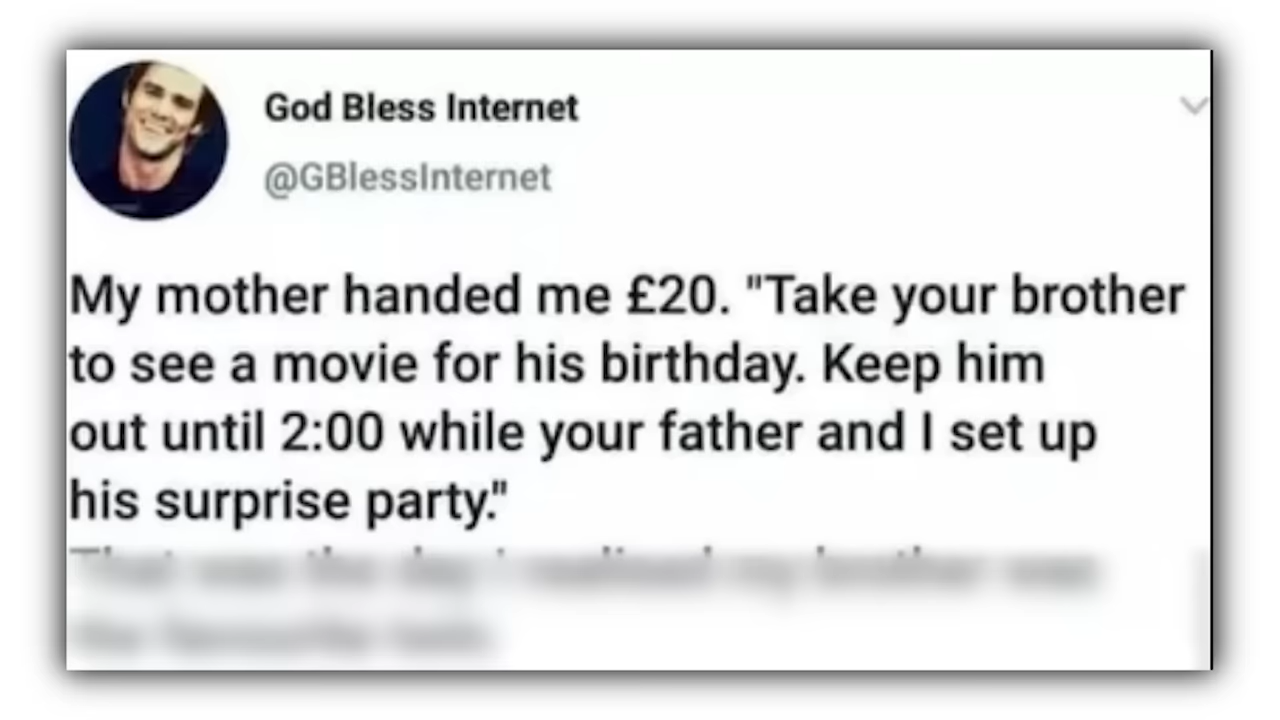 God Bless Internet
@GBlessInternet
My mother handed me £20. "Take your brother
to see a movie for his birthday. Keep him
out until 2:00 while your father and I set up
his surprise party."